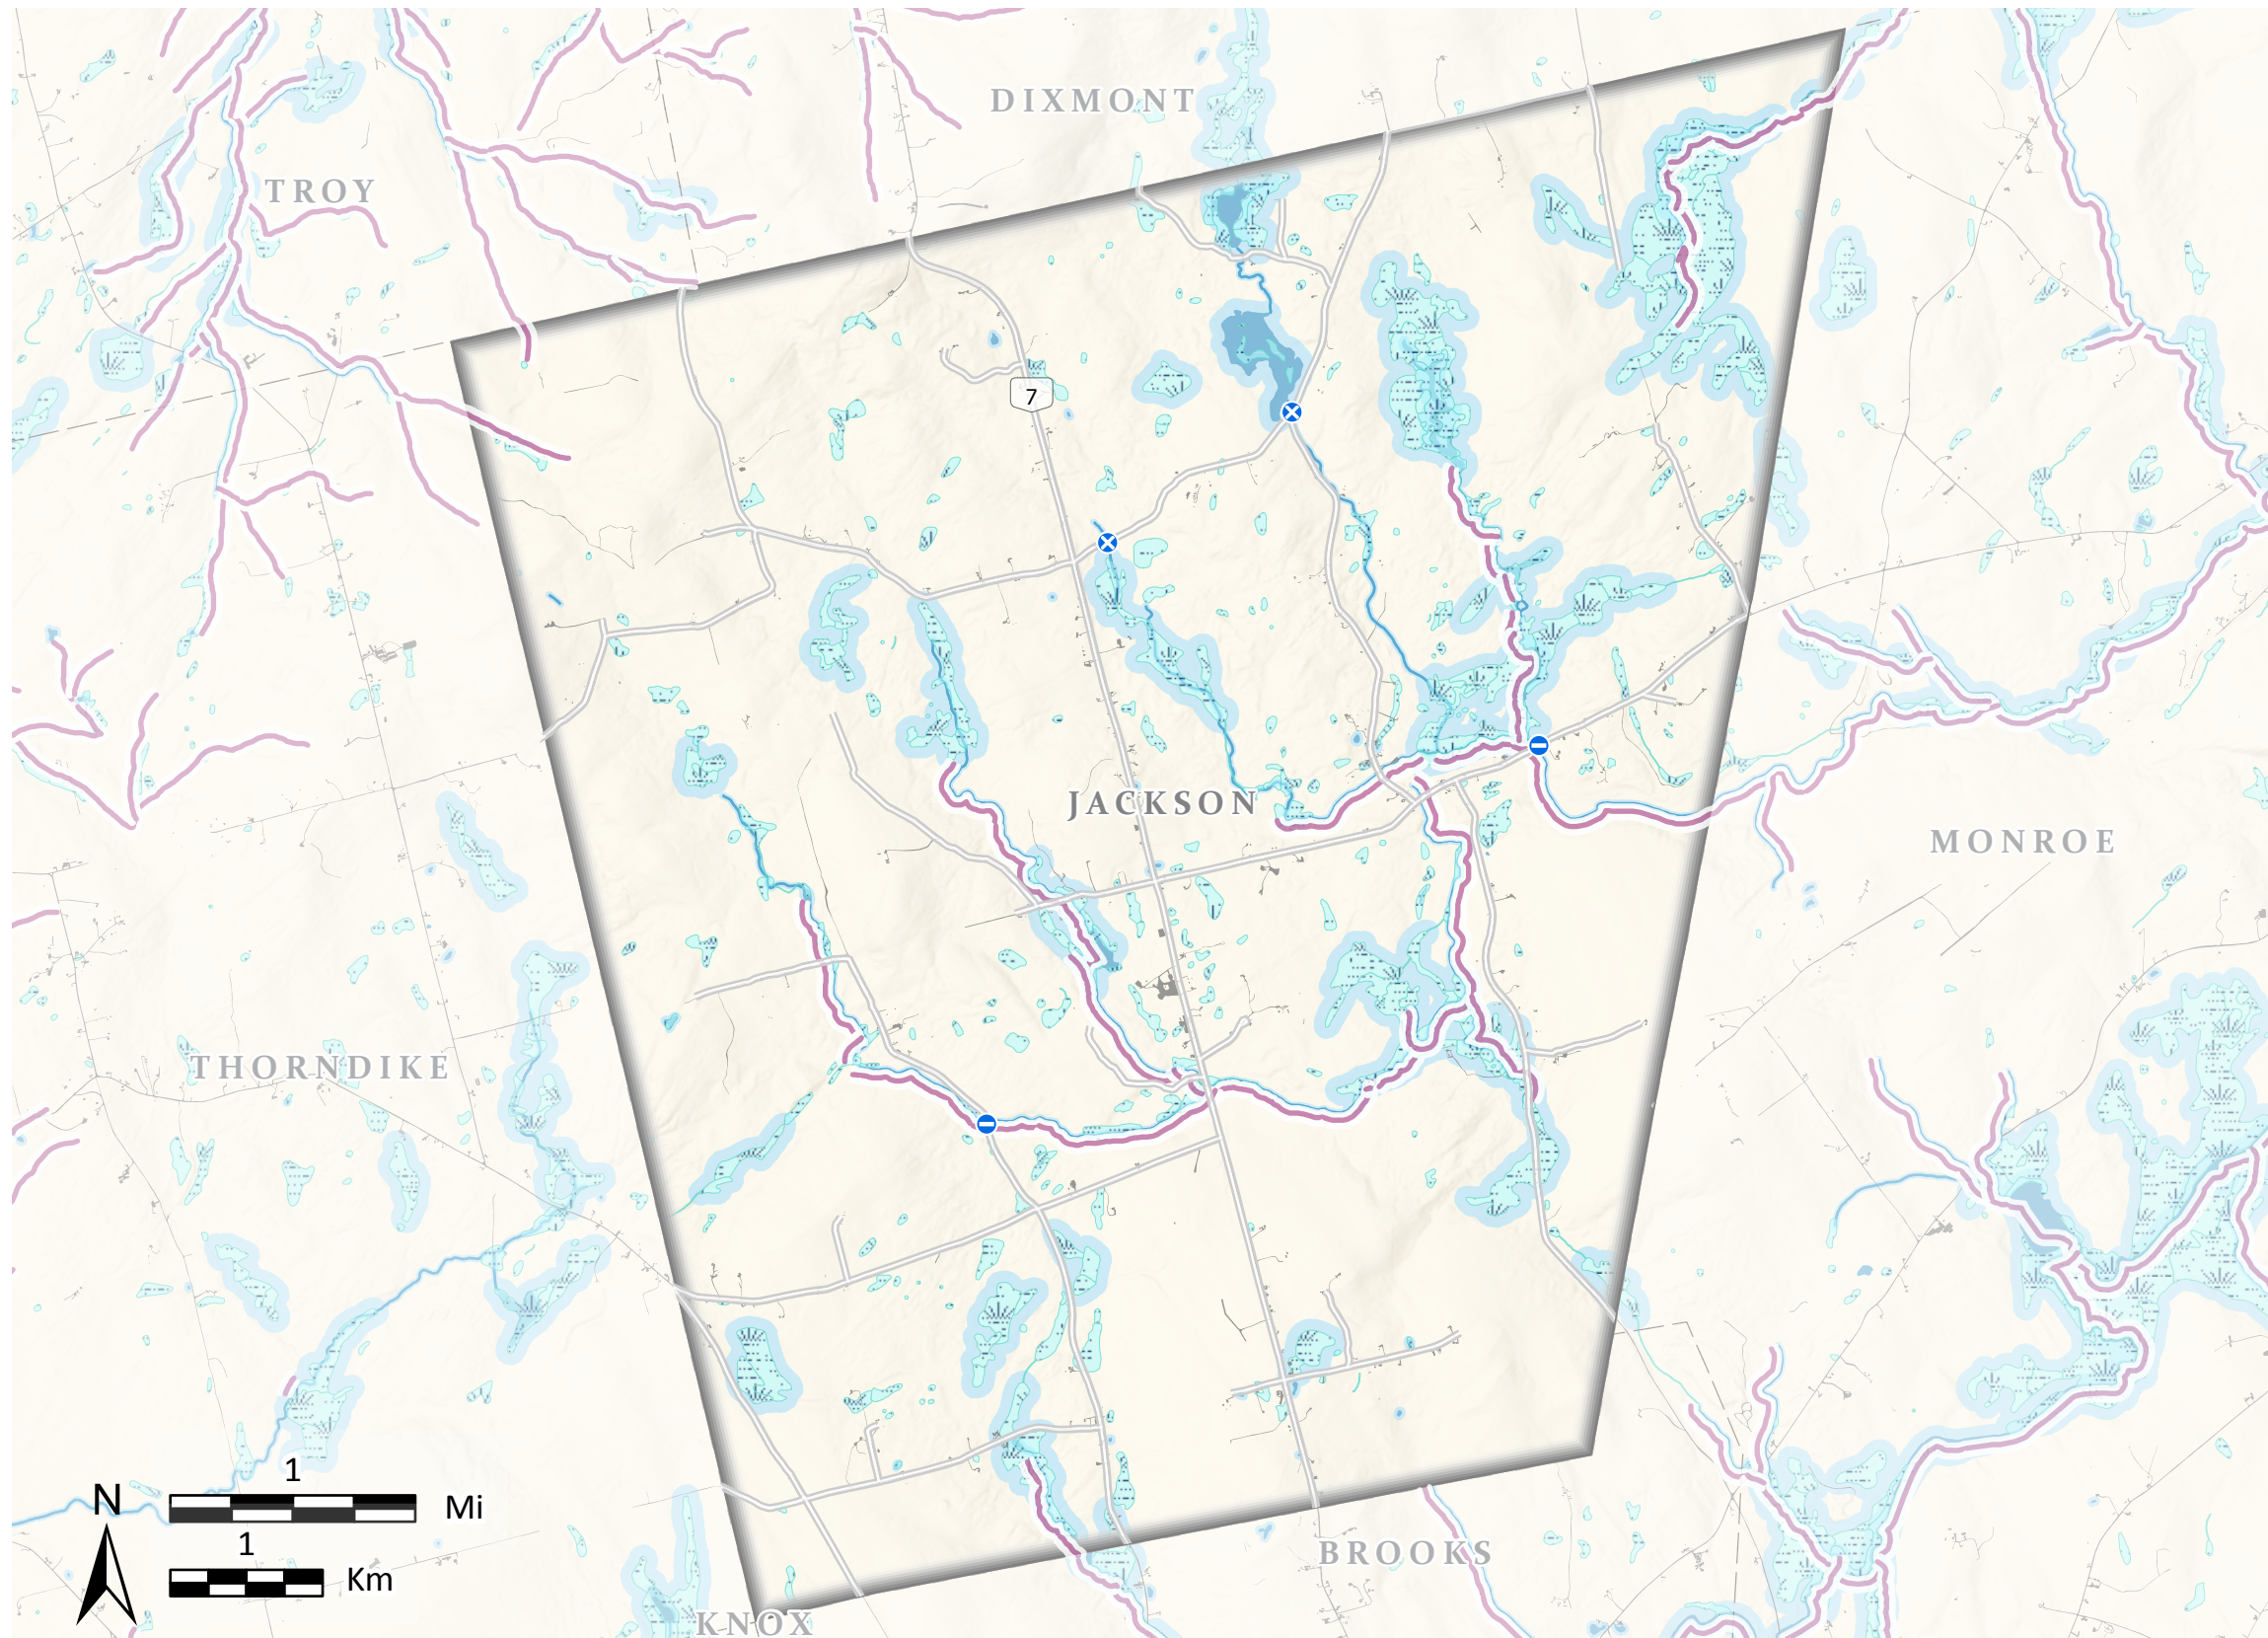 DIXMONT
TROY
7
JACKSON
MONROE
THORNDIKE
1
N
Mi
1
Km
BROOKS
KNOX